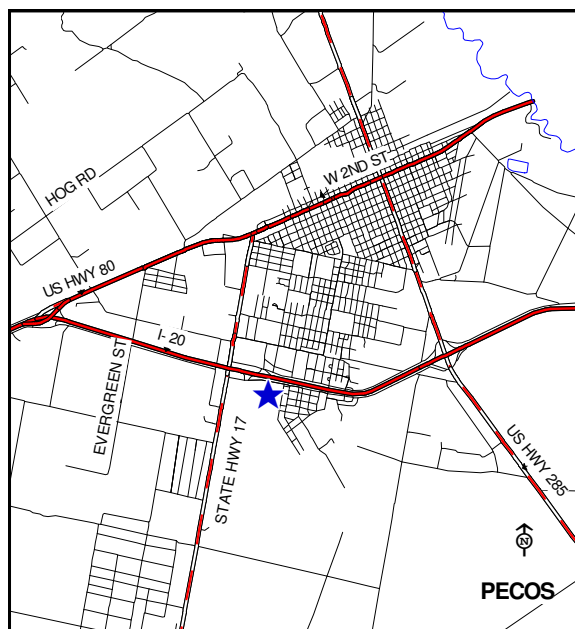 W 2ND ST
HOG RD
US HWY 80
I- 20
EVERGREEN ST
STATE HWY 17
US HWY 285
N
PECOS